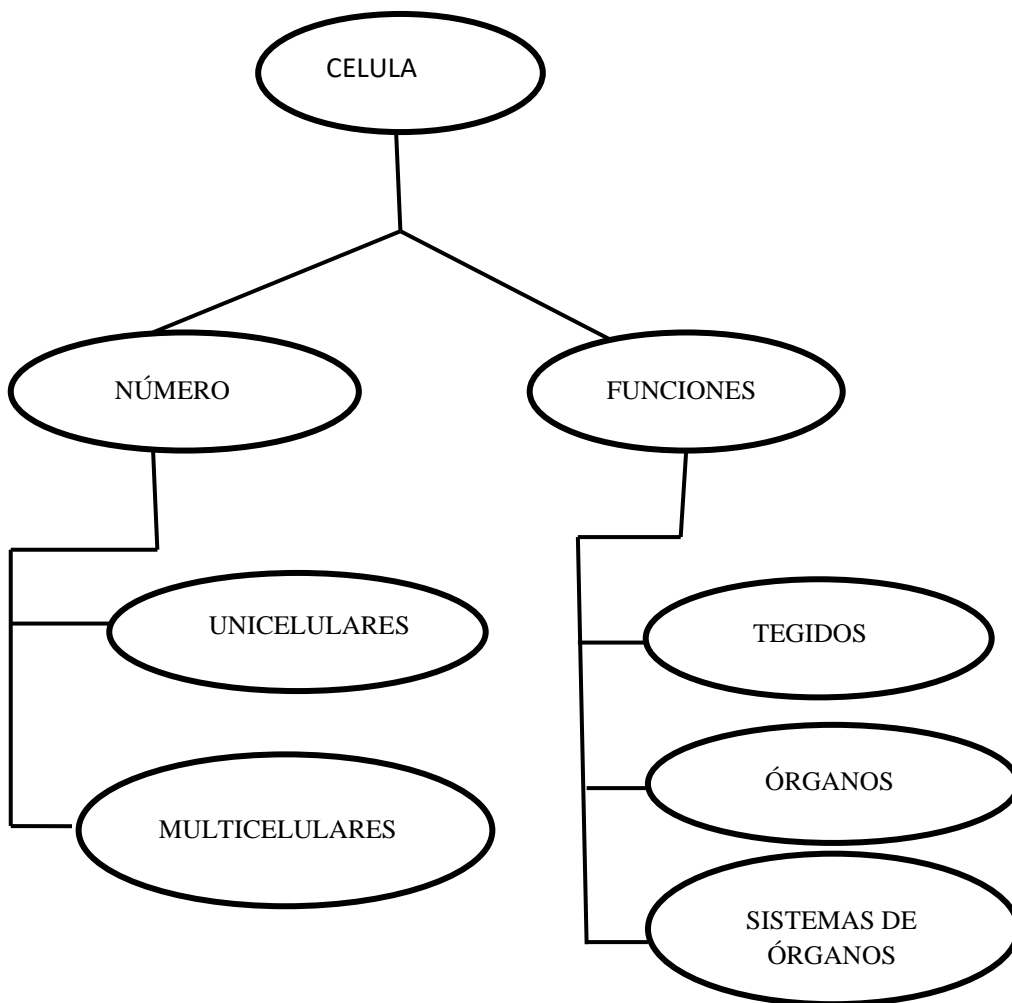 CELULA
NÚMERO
FUNCIONES
UNICELULARES
TEGIDOS
MULTICELULARES
ÓRGANOS
SISTEMAS DE
ÓRGANOS